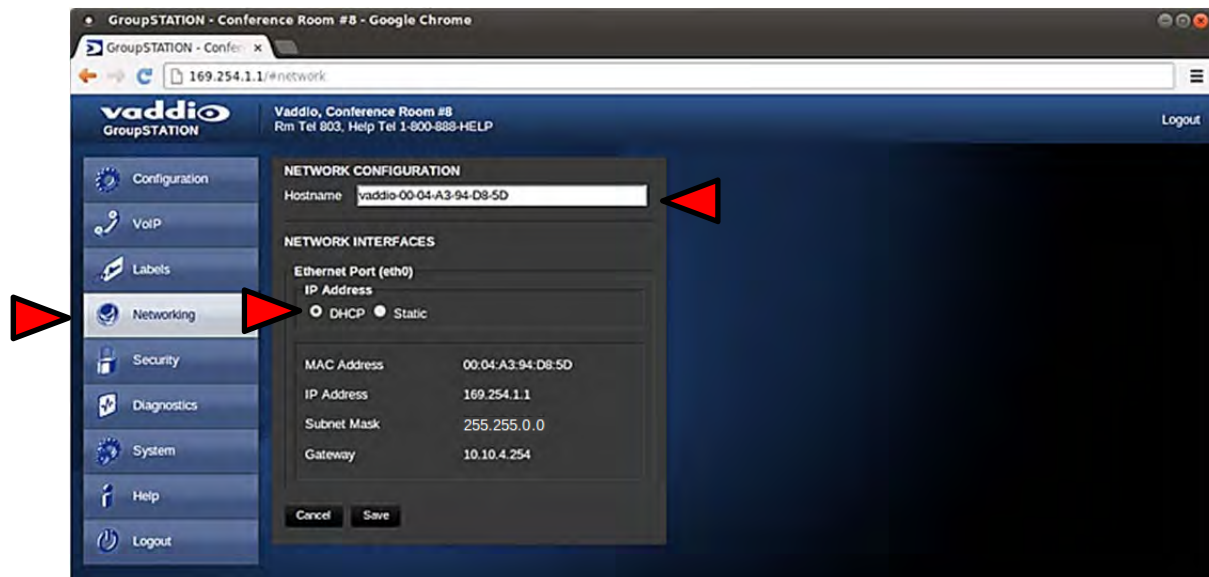 GroupSTATION - Conference Room #8 - Google Chrome
GroupSTATION - Confer
169.254.1.1/#network
vaddio
GroupSTATION
Vaddio, Conference Room #8
Rm Tel 803, Help Tel 1-800-888-HELP
Logout
Configuration
VoIP
Labels
Networking
Security
Diagnostics
System
Help
Logout
NETWORK CONFIGURATION
Hostname vaddio-00-04-A3-94-D8-5D
NETWORK INTERFACES
Ethernet Port (eth0)
IP Address
DHCP Static
MAC Address 00:04:A3:94:D8:5D
IP Address 169.254.1.1
Subnet Mask 255.255.0.0
Gateway 10.10.4.254
Cancel Save